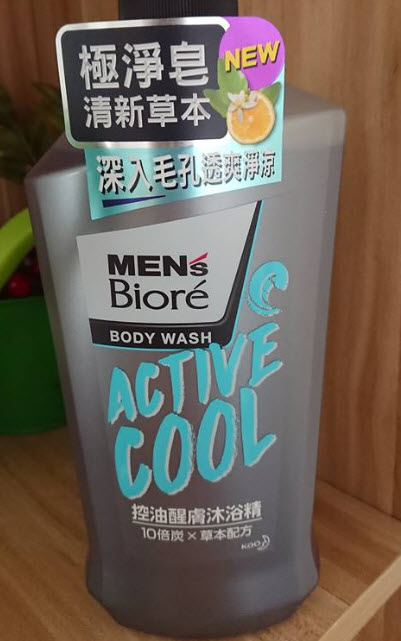 極淨皂
NEW
清新草本
深入毛孔透爽淨涼
MEN's
Bioré
BODY WASH
ACTIVE
COOL
控油醒膚沐浴精
10倍炭×草本配方
Kao